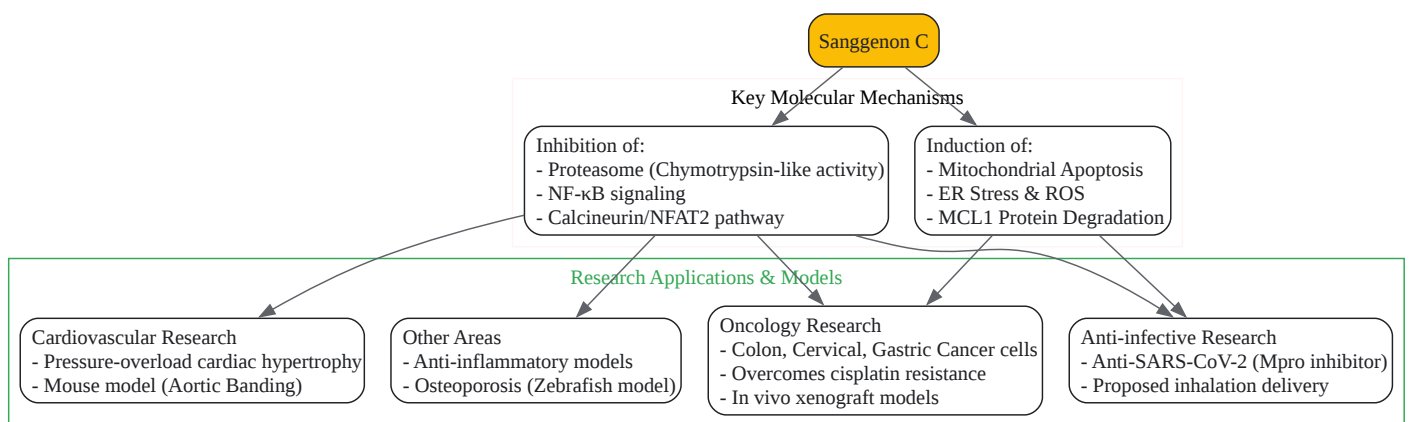 Sanggenon C
Key Molecular Mechanisms
Inhibition of:
- Proteasome (Chymotrypsin-like activity)
- NF-κB signaling
- Calcineurin/NFAT2 pathway
Induction of:
- Mitochondrial Apoptosis
- ER Stress & ROS
- MCL1 Protein Degradation
Research Applications & Models
Cardiovascular Research
- Pressure-overload cardiac hypertrophy
- Mouse model (Aortic Banding)
Other Areas
- Anti-inflammatory models
- Osteoporosis (Zebrafish model)
Oncology Research
- Colon, Cervical, Gastric Cancer cells
- Overcomes cisplatin resistance
- In vivo xenograft models
Anti-infective Research
- Anti-SARS-CoV-2 (Mpro inhibitor)
- Proposed inhalation delivery